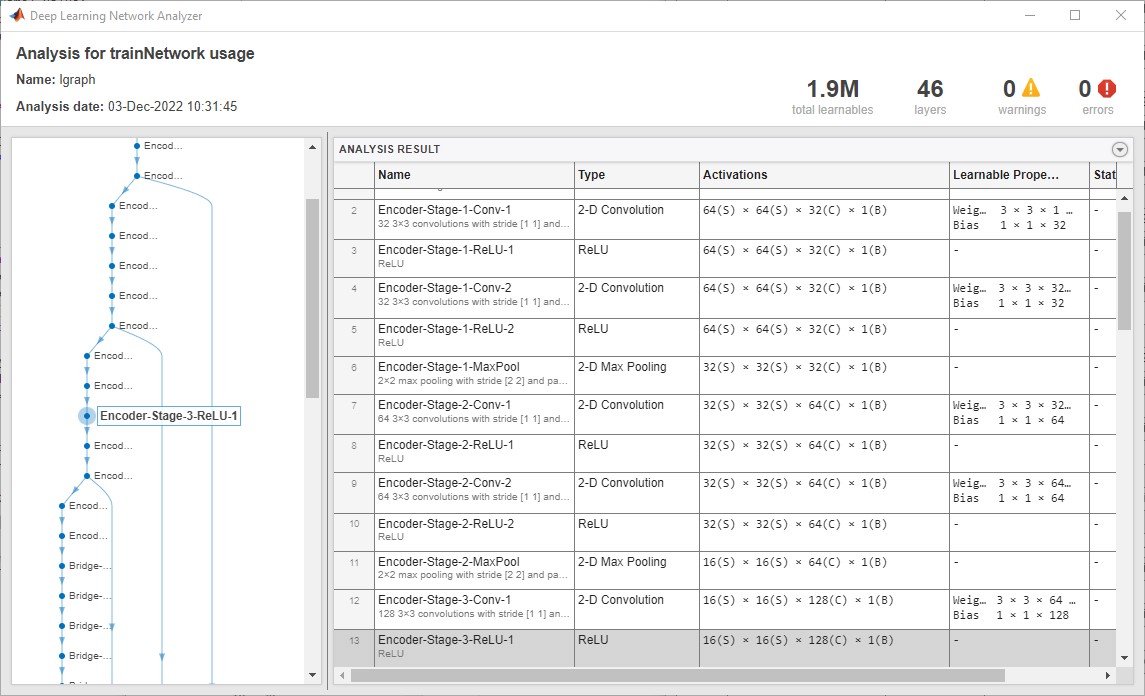 Deep Learning Network Analyzer
Analysis for trainNetwork usage
Name: lgraph
Analysis date: 03-Dec-2022 10:31:45
1.9M
total learnables
46
layers
0
warnings
0
errors
Encod...
Encod...
Encod...
Encod...
Encod...
Encod...
Encod...
Encod...
Encod...
Encoder-Stage-3-ReLU-1
Encod...
Encod...
Encod...
Encod...
Bridge-...
Bridge-...
Bridge-...
Bridge-...
ANALYSIS RESULT
Name Type Activations Learnable Prope... Stat
2 Encoder-Stage-1-Conv-1 2-D Convolution 64(S) × 64(S) × 32(C) × 1(B) Weig… 3 × 3 × 1 … -
32 3×3 convolutions with stride [1 1] and... Bias 1 × 1 × 32
3 Encoder-Stage-1-ReLU-1 ReLU 64(S) × 64(S) × 32(C) × 1(B) - -
ReLU
4 Encoder-Stage-1-Conv-2 2-D Convolution 64(S) × 64(S) × 32(C) × 1(B) Weig… 3 × 3 × 32… -
32 3×3 convolutions with stride [1 1] and... Bias 1 × 1 × 32
5 Encoder-Stage-1-ReLU-2 ReLU 64(S) × 64(S) × 32(C) × 1(B) - -
ReLU
6 Encoder-Stage-1-MaxPool 2-D Max Pooling 32(S) × 32(S) × 32(C) × 1(B) - -
2×2 max pooling with stride [2 2] and pa...
7 Encoder-Stage-2-Conv-1 2-D Convolution 32(S) × 32(S) × 64(C) × 1(B) Weig… 3 × 3 × 32… -
64 3×3 convolutions with stride [1 1] and... Bias 1 × 1 × 64
8 Encoder-Stage-2-ReLU-1 ReLU 32(S) × 32(S) × 64(C) × 1(B) - -
ReLU
9 Encoder-Stage-2-Conv-2 2-D Convolution 32(S) × 32(S) × 64(C) × 1(B) Weig… 3 × 3 × 64… -
64 3×3 convolutions with stride [1 1] and... Bias 1 × 1 × 64
10 Encoder-Stage-2-ReLU-2 ReLU 32(S) × 32(S) × 64(C) × 1(B) - -
ReLU
11 Encoder-Stage-2-MaxPool 2-D Max Pooling 16(S) × 16(S) × 64(C) × 1(B) - -
2×2 max pooling with stride [2 2] and pa...
12 Encoder-Stage-3-Conv-1 2-D Convolution 16(S) × 16(S) × 128(C) × 1(B) Weig… 3 × 3 × 64 … -
128 3×3 convolutions with stride [1 1] an... Bias 1 × 1 × 128
13 Encoder-Stage-3-ReLU-1 ReLU 16(S) × 16(S) × 128(C) × 1(B) - -
ReLU